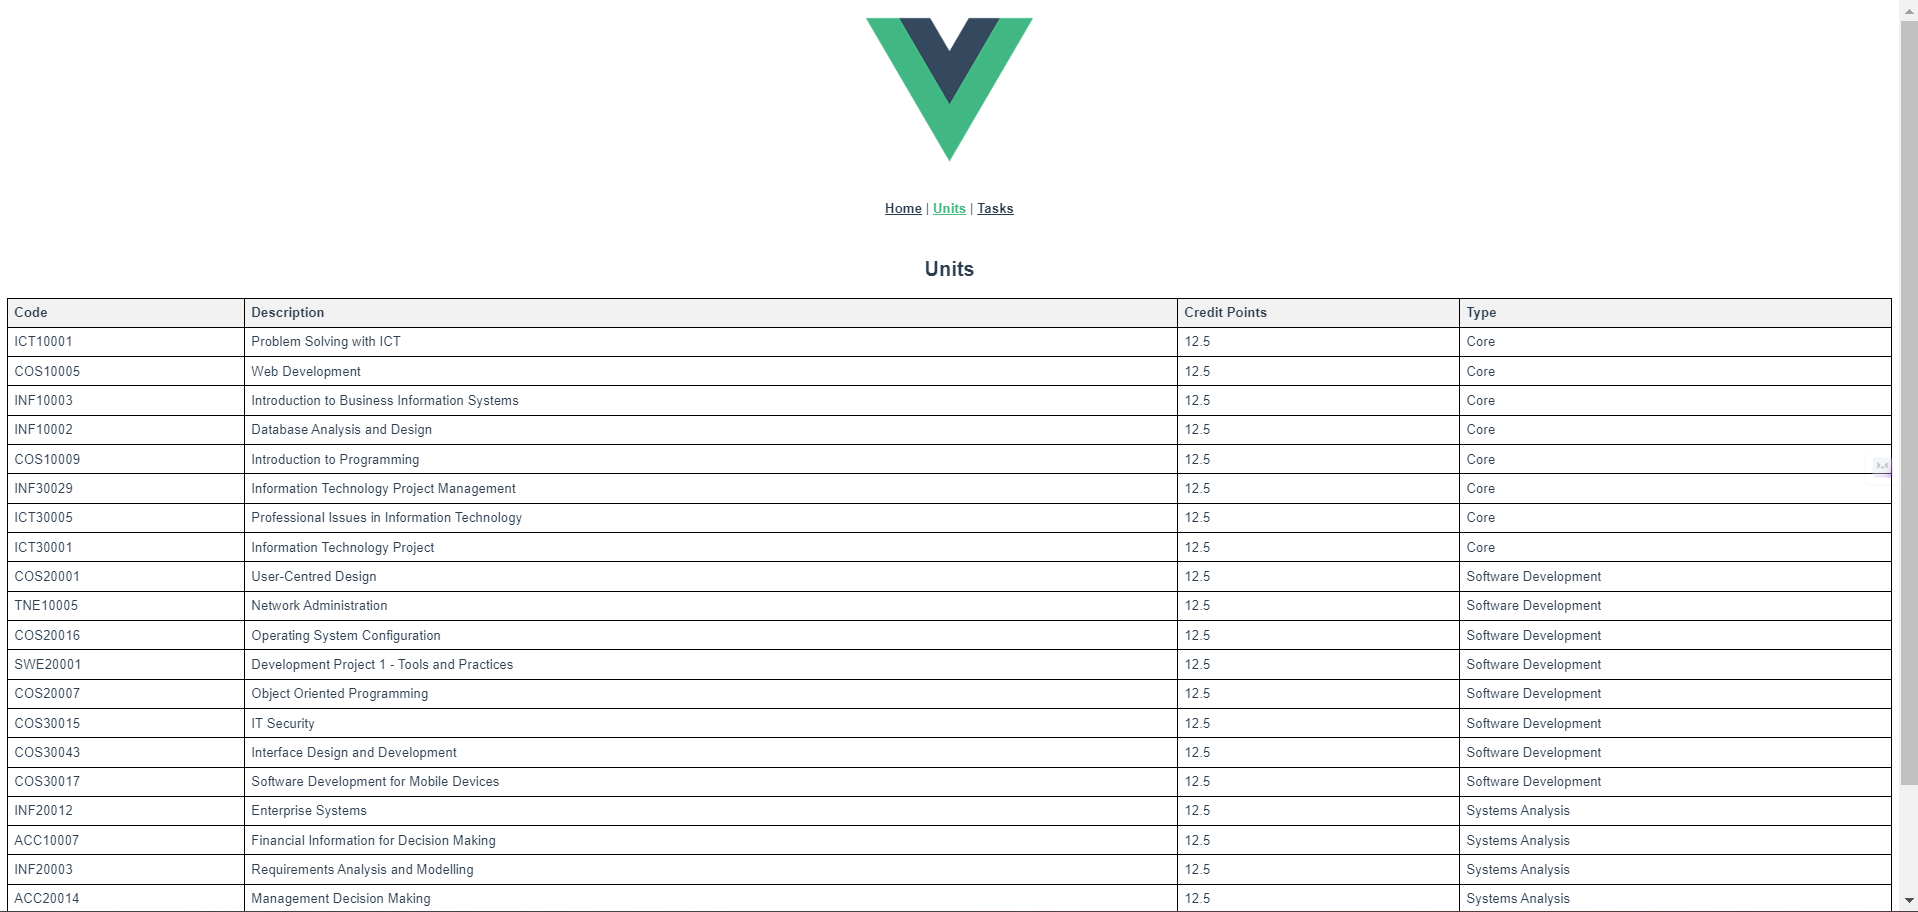 Home | Units | Tasks
Units
Code Description Credit Points Type
ICT10001 Problem Solving with ICT 12.5 Core
COS10005 Web Development 12.5 Core
INF10003 Introduction to Business Information Systems 12.5 Core
INF10002 Database Analysis and Design 12.5 Core
COS10009 Introduction to Programming 12.5 Core
INF30029 Information Technology Project Management 12.5 Core
ICT30005 Professional Issues in Information Technology 12.5 Core
ICT30001 Information Technology Project 12.5 Core
COS20001 User-Centred Design 12.5 Software Development
TNE10005 Network Administration 12.5 Software Development
COS20016 Operating System Configuration 12.5 Software Development
SWE20001 Development Project 1 - Tools and Practices 12.5 Software Development
COS20007 Object Oriented Programming 12.5 Software Development
COS30015 IT Security 12.5 Software Development
COS30043 Interface Design and Development 12.5 Software Development
COS30017 Software Development for Mobile Devices 12.5 Software Development
INF20012 Enterprise Systems 12.5 Systems Analysis
ACC10007 Financial Information for Decision Making 12.5 Systems Analysis
INF20003 Requirements Analysis and Modelling 12.5 Systems Analysis
ACC20014 Management Decision Making 12.5 Systems Analysis